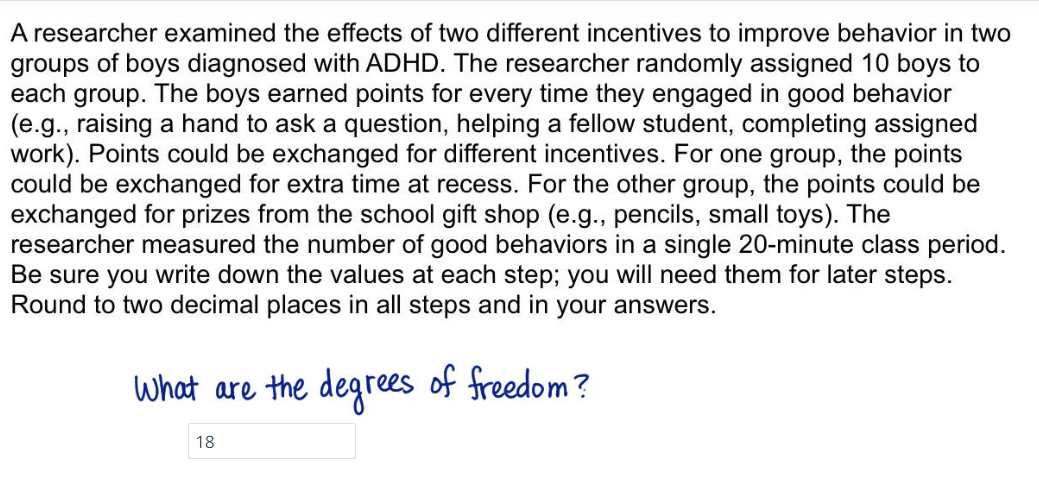 A researcher examined the effects of two different incentives to improve behavior in two
groups of boys diagnosed with ADHD. The researcher randomly assigned 10 boys to
each group. The boys earned points for every time they engaged in good behavior
(e.g., raising a hand to ask a question, helping a fellow student, completing assigned
work). Points could be exchanged for different incentives. For one group, the points
could be exchanged for extra time at recess. For the other group, the points could be
exchanged for prizes from the school gift shop (e.g., pencils, small toys). The
researcher measured the number of good behaviors in a single 20-minute class period.
Be sure you write down the values at each step; you will need them for later steps.
Round to two decimal places in all steps and in your answers.
What are the degrees of freedom?
18